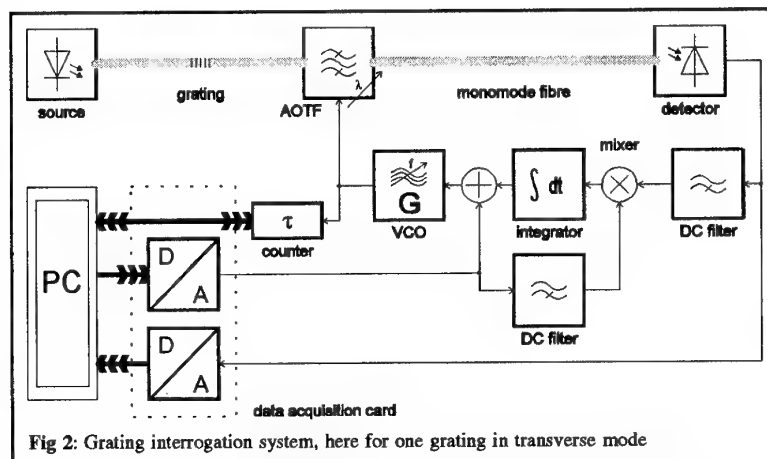 source
grating
AOTF
λ
monomode fibre
detector
mixer
f
G
VCO
∫ dt
integrator
DC filter
τ
counter
PC
D
A
DC filter
D
A
data acquisition card
Fig 2: Grating interrogation system, here for one grating in transverse mode